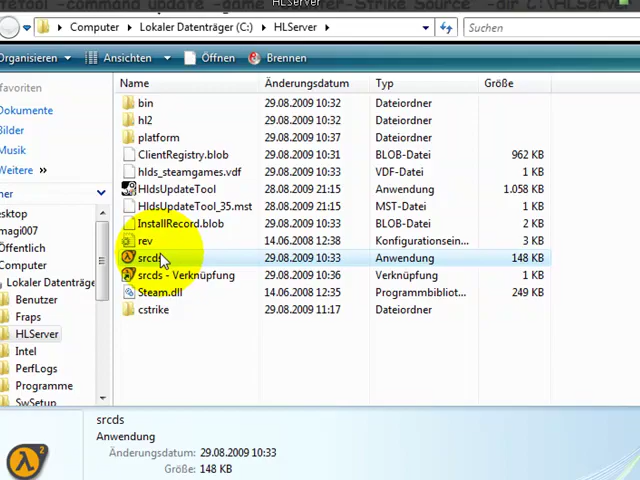 HLServer
Computer ▸ Lokaler Datenträger (C:) ▸ HLServer ▸
Suchen
Organisieren Ansichten Öffnen Brennen
Name Änderungsdatum Typ Größe
bin 29.08.2009 10:32 Dateiordner
hl2 29.08.2009 10:32 Dateiordner
platform 29.08.2009 10:37 Dateiordner
ClientRegistry.blob 29.08.2009 10:31 BLOB-Datei 962 KB
hlds_steamgames.vdf 29.08.2009 10:33 VDF-Datei 1 KB
HldsUpdateTool 28.08.2009 21:15 Anwendung 1.058 KB
HldsUpdateTool_35.mst 28.08.2009 21:15 MST-Datei 1 KB
InstallRecord.blob 29.08.2009 10:33 BLOB-Datei 2 KB
rev 14.06.2008 12:38 Konfigurationsein... 3 KB
srcds 29.08.2009 10:33 Anwendung 148 KB
srcds - Verknüpfung 29.08.2009 10:36 Verknüpfung 1 KB
Steam.dll 14.06.2008 12:35 Programmbibliot... 249 KB
cstrike 29.08.2009 11:17 Dateiordner
avoriten
Dokumente
Bilder
Musik
Weitere »
ner
esktop
magi007
Öffentlich
Computer
Lokaler Datenträger
Benutzer
Fraps
HLServer
Intel
PerfLogs
Programme
SwSetup
srcds
Anwendung
Änderungsdatum: 29.08.2009 10:33
Größe: 148 KB